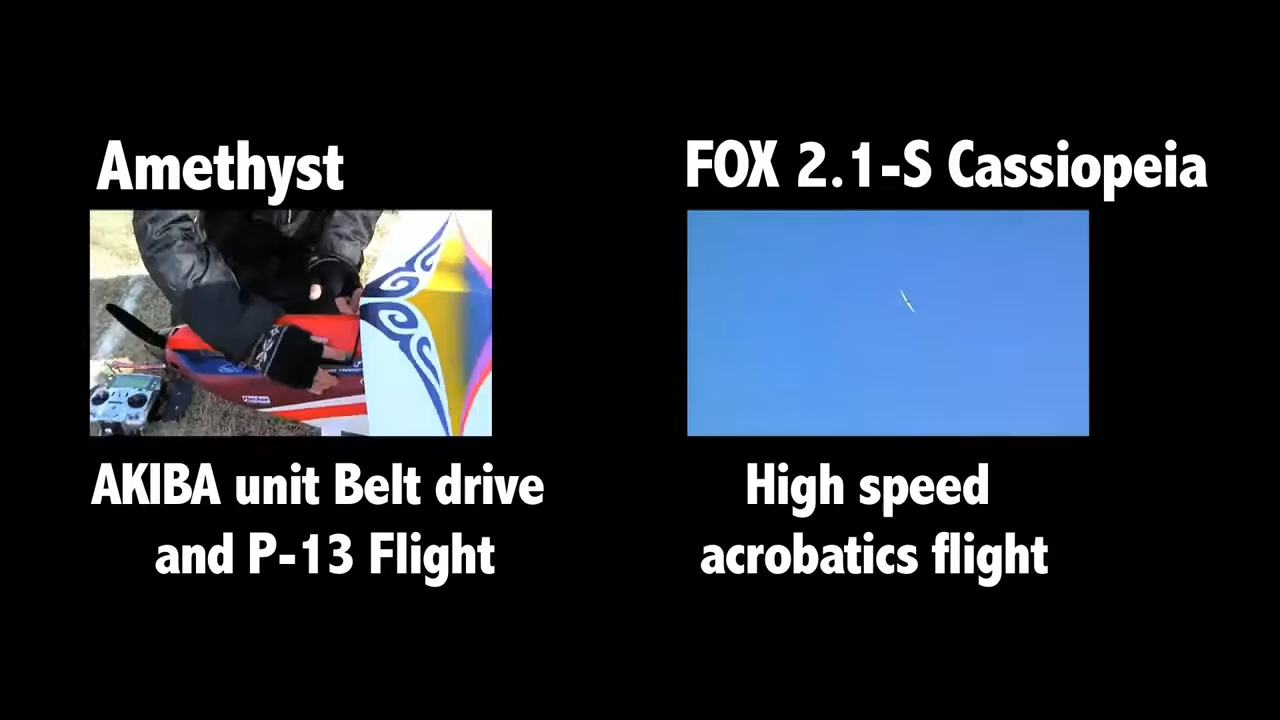 Amethyst
FOX 2.1-S Cassiopeia
AKIBA unit Belt drive
and P-13 Flight
High speed
acrobatics flight